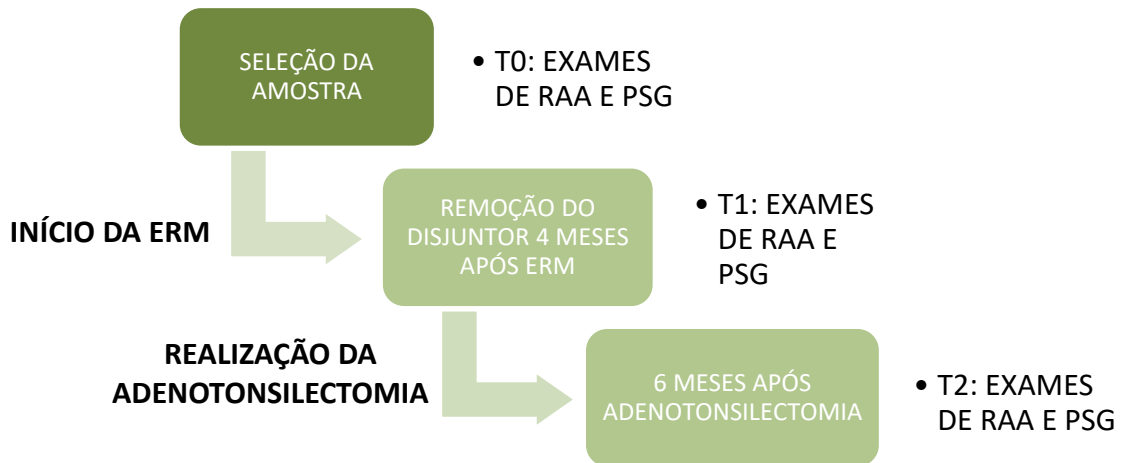 SELEÇÃO DA
AMOSTRA
• T0: EXAMES
DE RAA E PSG
INÍCIO DA ERM
REMOÇÃO DO
DISJUNTOR 4 MESES
APÓS ERM
• T1: EXAMES
DE RAA E
PSG
REALIZAÇÃO DA
ADENOTONSILECTOMIA
6 MESES APÓS
ADENOTONSILECTOMIA
• T2: EXAMES
DE RAA E PSG